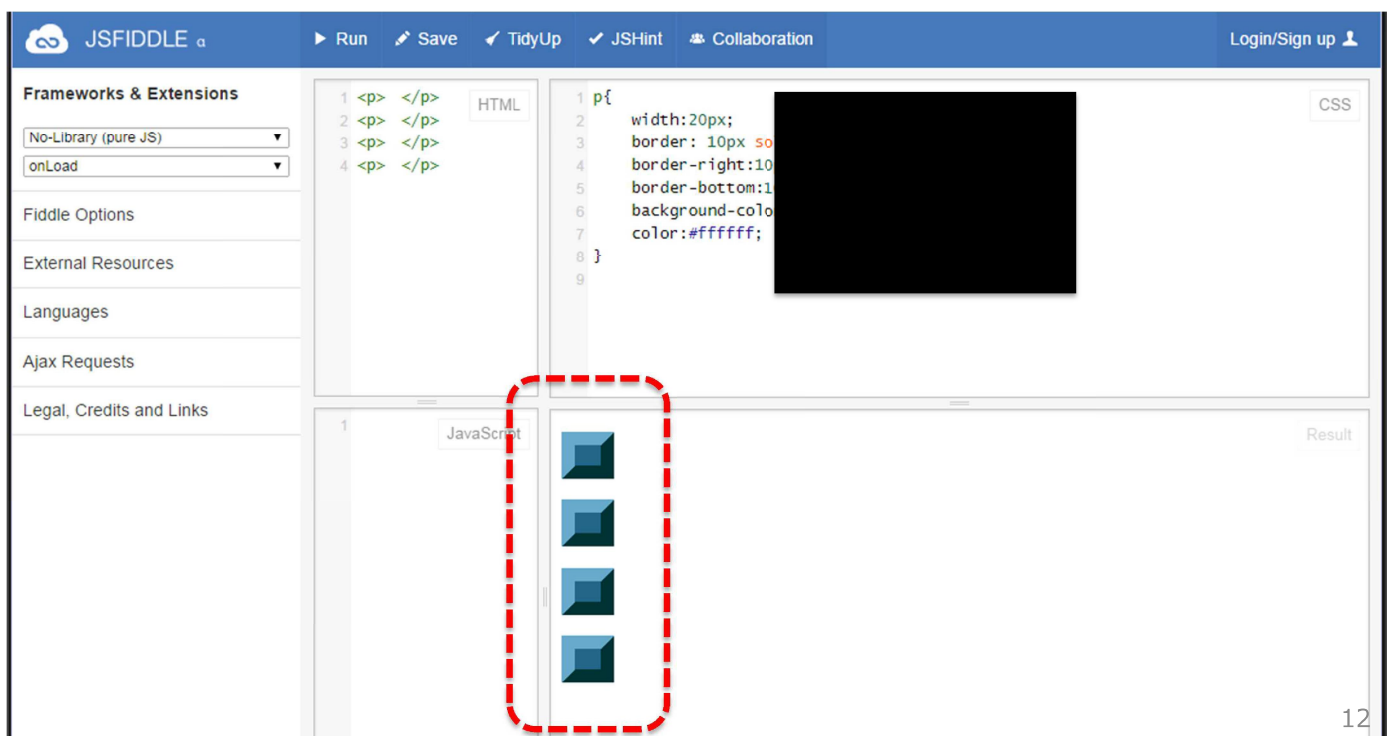 JSFIDDLE α
Run Save TidyUp JSHint Collaboration Login/Sign up
Frameworks & Extensions
No-Library (pure JS)
onLoad
Fiddle Options
External Resources
Languages
Ajax Requests
Legal, Credits and Links
HTML
1 <p> </p>
2 <p> </p>
3 <p> </p>
4 <p> </p>
CSS
1 p{
2 width:20px;
3 border: 10px so
4 border-right:10
5 border-bottom:1
6 background-colo
7 color:#ffffff;
8 }
9
1
JavaScript
Result
12